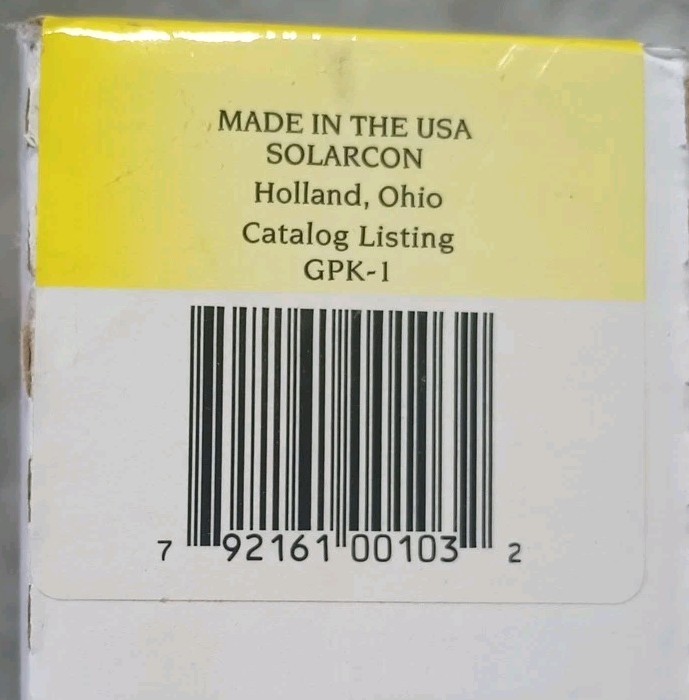 MADE IN THE USA
SOLARCON
Holland, Ohio
Catalog Listing
GPK-1
7 92161 00103 2